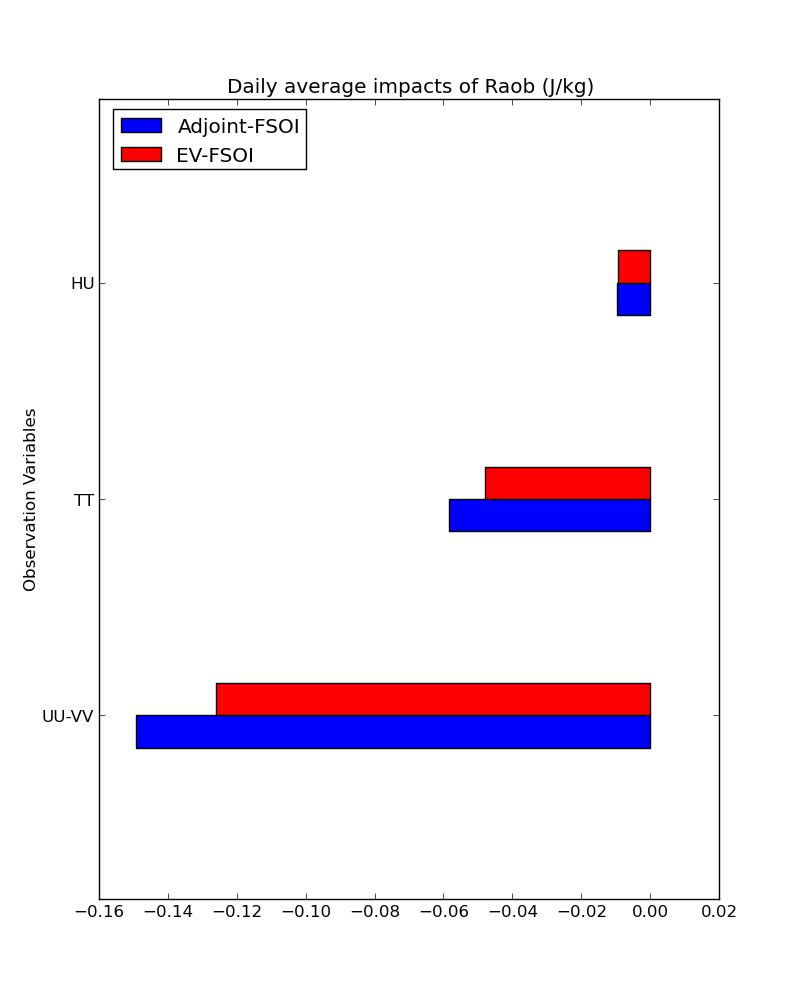 Daily average impacts of Raob (J/kg)
Adjoint-FSOI
EV-FSOI
HU
TT
UU-VV
Observation Variables
−0.16 −0.14 −0.12 −0.10 −0.08 −0.06 −0.04 −0.02 0.00 0.02